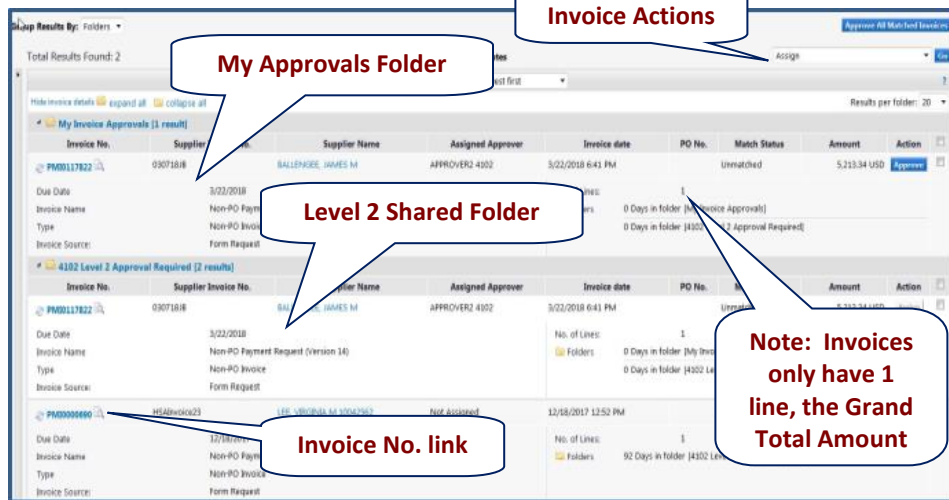 Invoice Actions
Group Results By: Folders
Approve All Matched Invoices
Total Results Found: 2
Assign
Go
My Approvals Folder
?
Hide invoice details expand all collapse all
Results per folder: 20
My Invoice Approvals [1 result]
Invoice No. Supplier Supplier Name Assigned Approver Invoice date PO No. Match Status Amount Action
PM00117822 030718JB BALLENGEE, JAMES M APPROVER2 4102 3/22/2018 6:41 PM Unmatched 5,213.34 USD Approve
Due Date 3/22/2018 1
Invoice Name Non-PO 0 Days in folder [My Invoice Approvals]
Type Non-PO 0 Days in folder [4102 2 Approval Required]
Invoice Source: Form Request
Level 2 Shared Folder
4102 Level 2 Approval Required [2 results]
Invoice No. Supplier Invoice No. Name Assigned Approver Invoice date PO No. Amount Action
PM00117822 030718JB JAMES M APPROVER2 4102 3/22/2018 6:41 PM
Due Date 3/22/2018 No. of Lines: 1
Invoice Name Non-PO Payment Request (Version 14) Folders 0 Days in folder
Type Non-PO Invoice 0 Days in folder
Invoice Source: Form Request
Note: Invoices
only have 1
line, the Grand
Total Amount
PM00000690 HSAInvoice23 LEE, VIRGINIA M 10042562 Not Assigned 12/18/2017 12:52 PM
Due Date No. of Lines: 1
Invoice Name Non-PO Folders 92 Days in folder
Type Non-PO Invoice
Invoice Source: Form Request
Invoice No. link